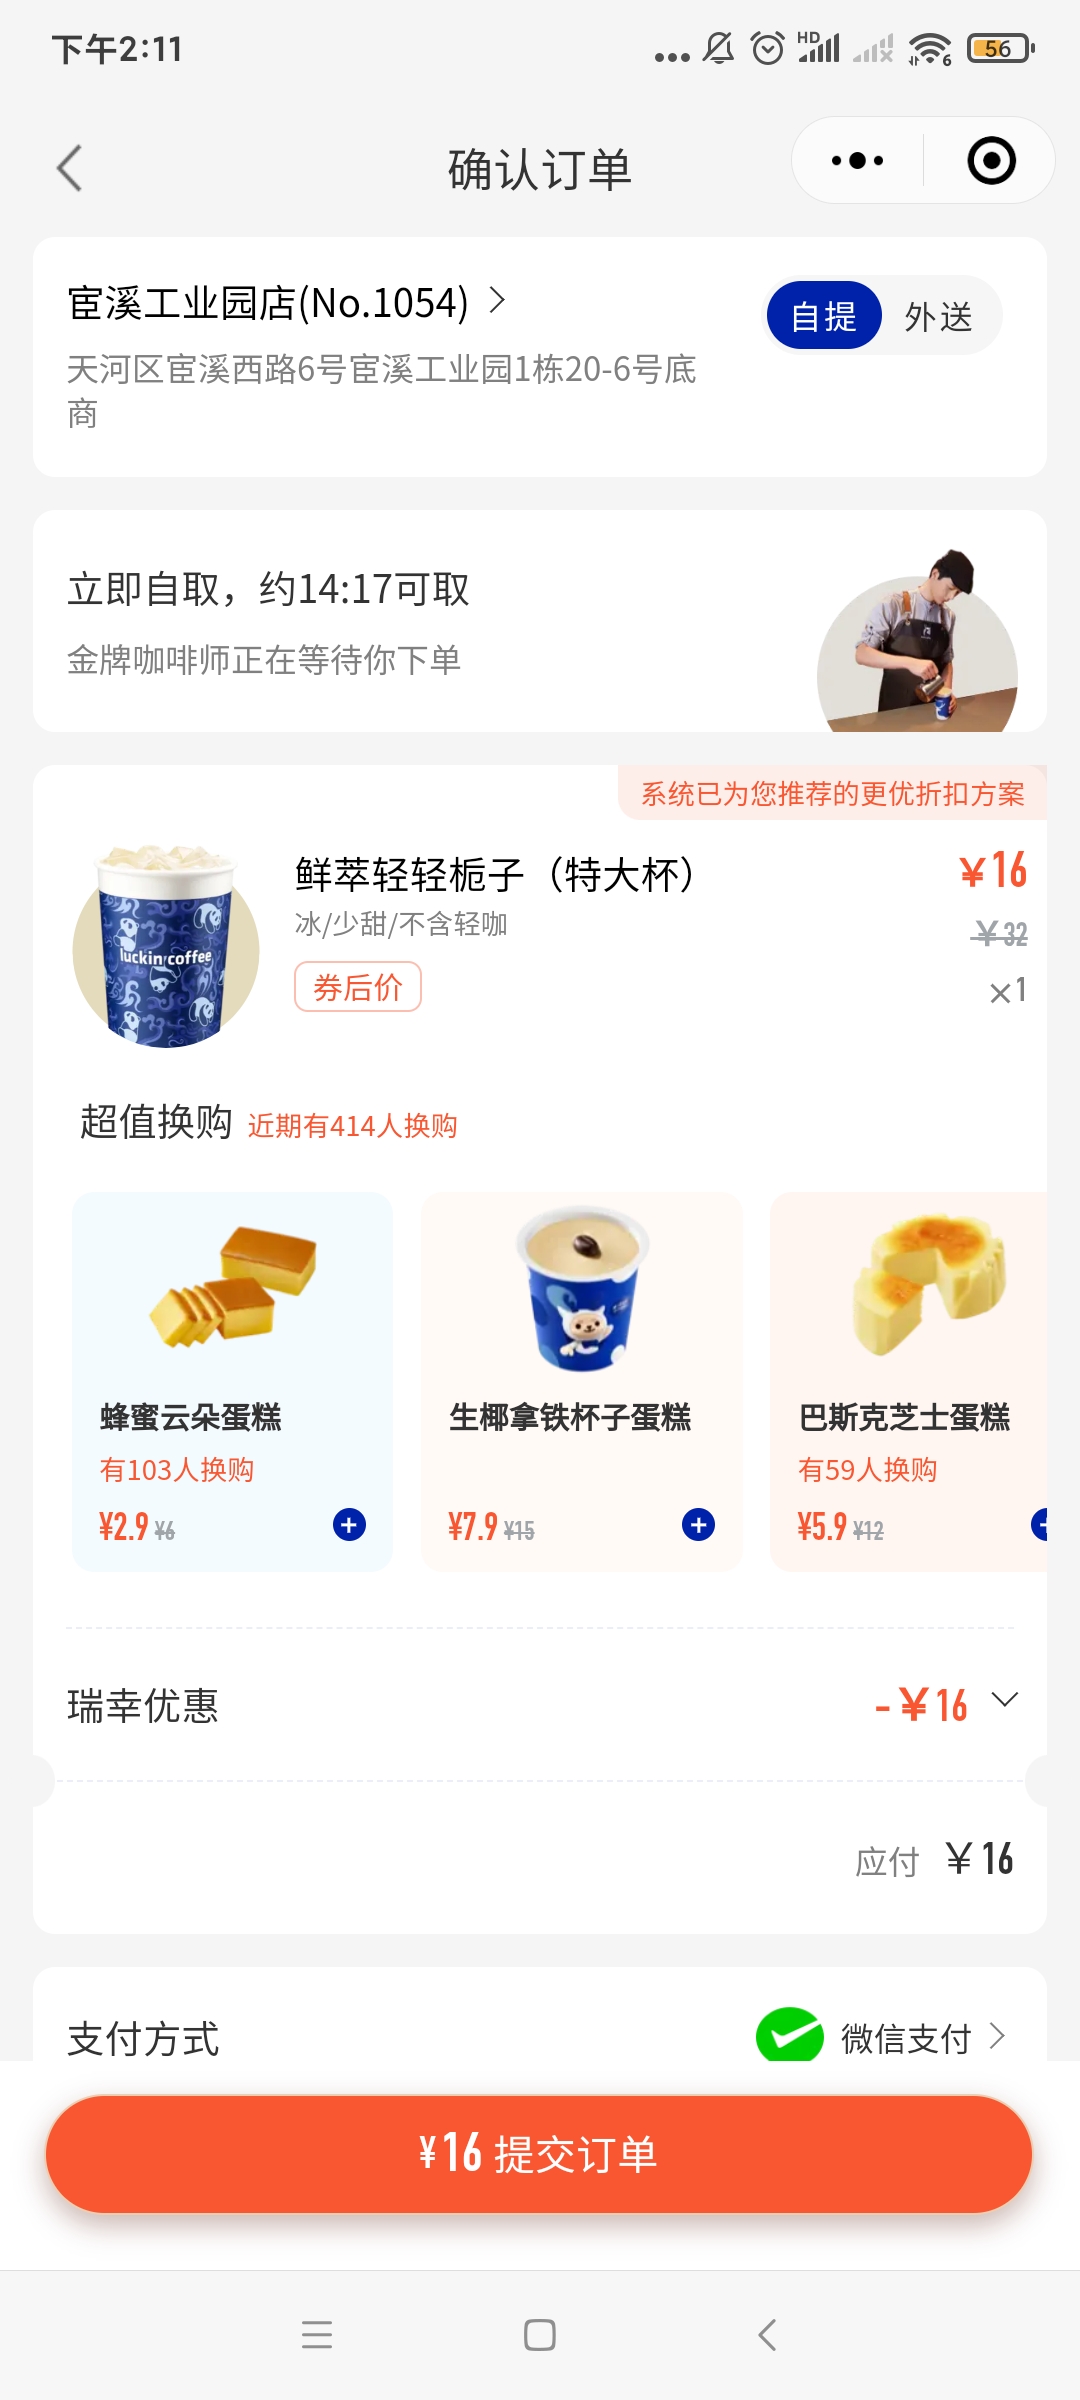 下午2:11
HD
6
56
确认订单
宦溪工业园店(No.1054)
自提
外送
天河区宦溪西路6号宦溪工业园1栋20-6号底
商
立即自取，约14:17可取
金牌咖啡师正在等待你下单
系统已为您推荐的更优折扣方案
鲜萃轻轻栀子（特大杯）
¥16
冰/少甜/不含轻咖
¥32
券后价
×1
luckin coffee
超值换购 近期有414人换购
蜂蜜云朵蛋糕
有103人换购
¥2.9 ¥6
生椰拿铁杯子蛋糕
¥7.9 ¥15
巴斯克芝士蛋糕
有59人换购
¥5.9 ¥12
瑞幸优惠
-¥16
应付 ¥16
支付方式
微信支付
¥16 提交订单